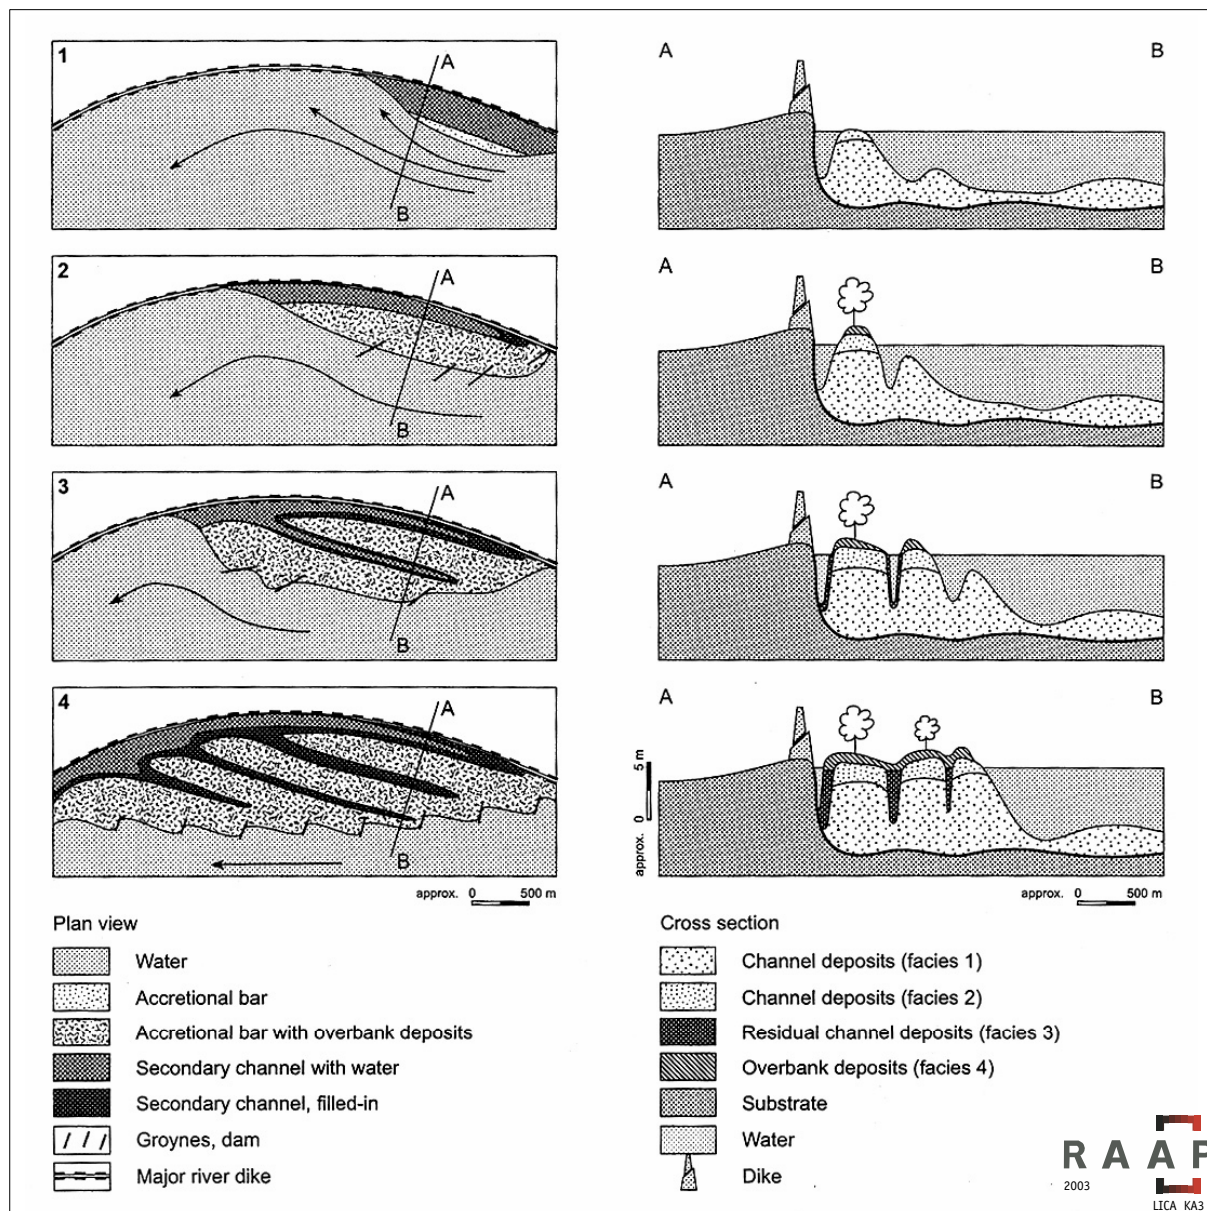 1
A
B
A
B
2
A
B
A
B
3
A
B
A
B
4
A
B
A
B
approx. 0 5 m
approx. 0 500 m
approx. 0 500 m
Plan view
Water
Accretional bar
Accretional bar with overbank deposits
Secondary channel with water
Secondary channel, filled-in
Groynes, dam
Major river dike
Cross section
Channel deposits (facies 1)
Channel deposits (facies 2)
Residual channel deposits (facies 3)
Overbank deposits (facies 4)
Substrate
Water
Dike
RAAP
2003
LICA KA3